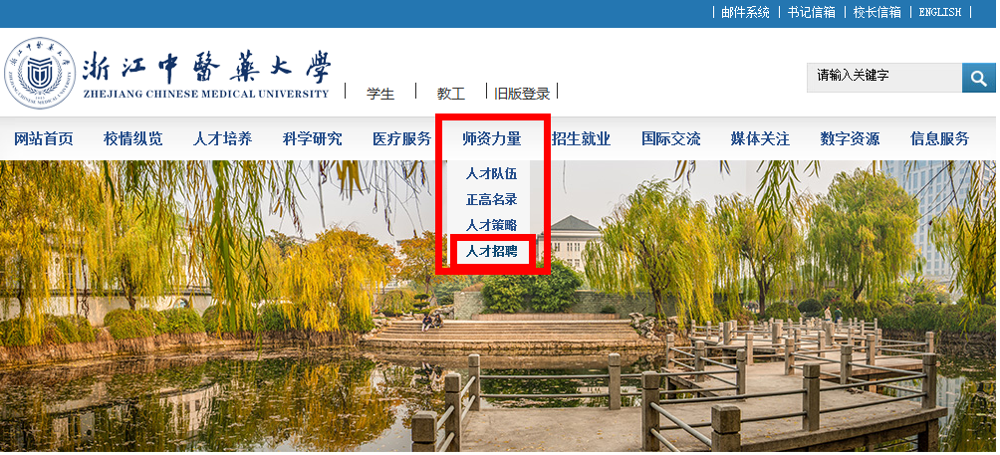 邮件系统 | 书记信箱 | 校长信箱 | ENGLISH
浙江中醫藥大學
ZHEJIANG CHINESE MEDICAL UNIVERSITY
学生 教工 旧版登录
请输入关键字
网站首页 校情纵览 人才培养 科学研究 医疗服务 师资力量 招生就业 国际交流 媒体关注 数字资源 信息服务
人才队伍
正高名录
人才策略
人才招聘